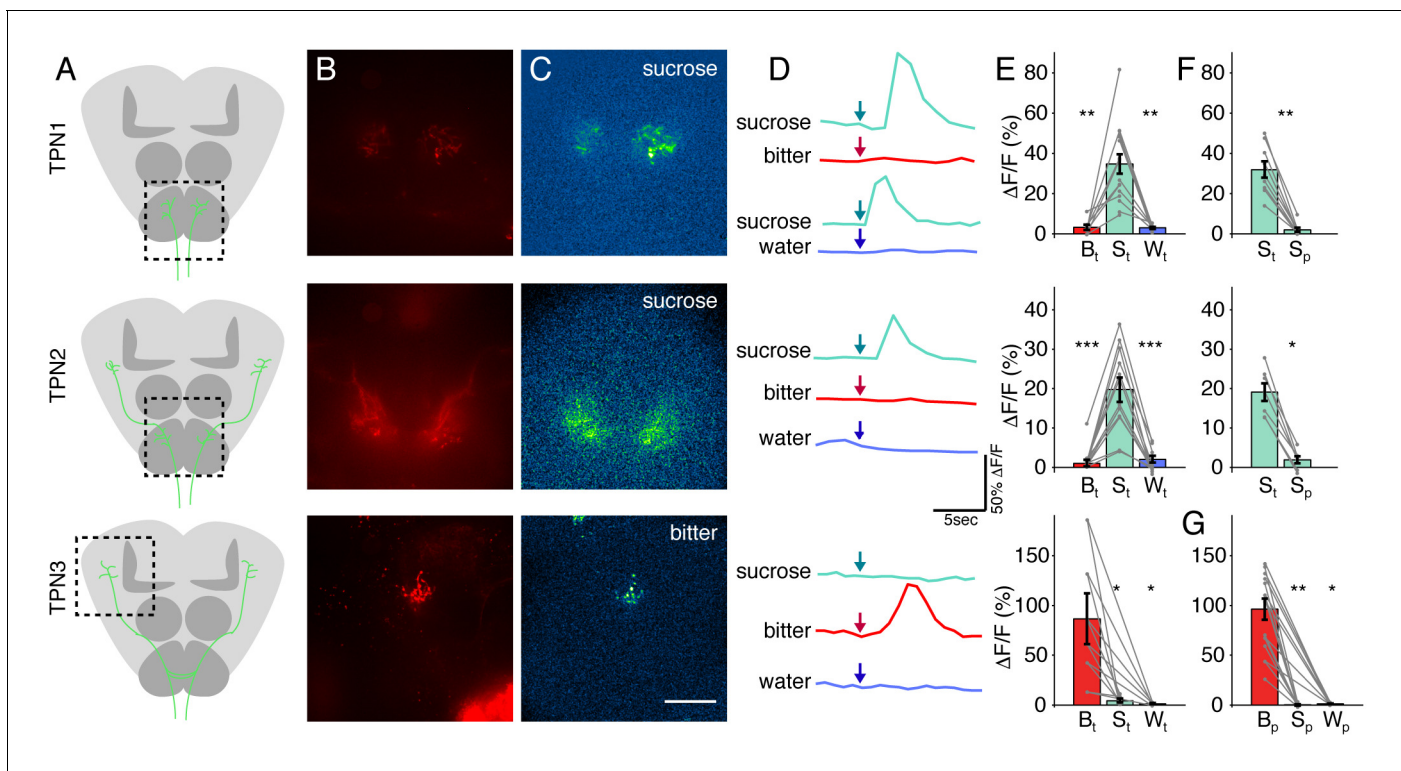 A
B
C
D
E
F
TPN1
sucrose
sucrose
bitter
sucrose
water
ΔF/F (%)
80
60
40
20
0
** **
Bt St Wt
80
60
40
20
0
**
St Sp
TPN2
sucrose
sucrose
bitter
water
50% ΔF/F
5sec
ΔF/F (%)
40
30
20
10
0
*** ***
Bt St Wt
40
30
20
10
0
*
St Sp
TPN3
bitter
sucrose
bitter
water
ΔF/F (%)
150
100
50
0
* *
Bt St Wt
G
150
100
50
0
** *
Bp Sp Wp